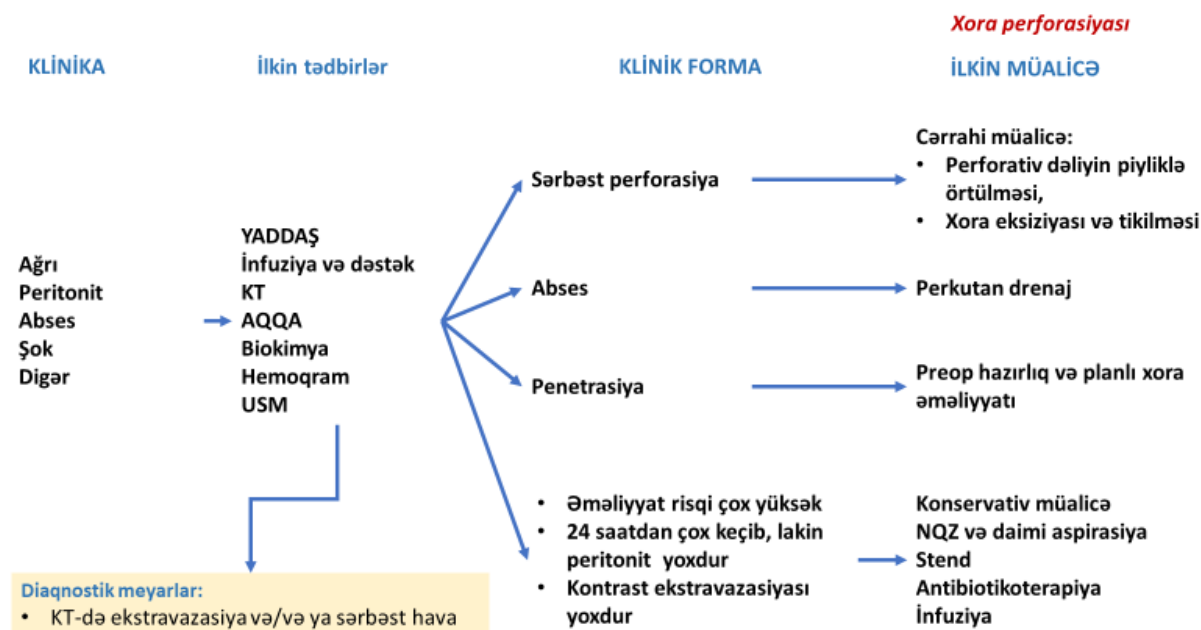 Xora perforasiyası
KLİNİKA
İlkin tədbirlər
KLİNİK FORMA
İLKİN MÜALİCƏ
Ağrı
Peritonit
Abses
Şok
Digər
YADDAŞ
İnfuziya və dəstək
KT
AQQA
Biokimya
Hemoqram
USM
Sərbəst perforasiya
Cərrahi müalicə:
• Perforativ dəliyin piyliklə
örtülməsi,
• Xora eksiziyası və tikilməsi
Abses
Perkutan drenaj
Penetrasiya
Preop hazırlıq və planlı xora
əməliyyatı
• Əməliyyat risqi çox yüksək
• 24 saatdan çox keçib, lakin
peritonit yoxdur
• Kontrast ekstravazasiyası
yoxdur
Konservativ müalicə
NQZ və daimi aspirasiya
Stend
Antibiotikoterapiya
İnfuziya
Diaqnostik meyarlar:
• KT-də ekstravazasiya və/və ya sərbəst hava